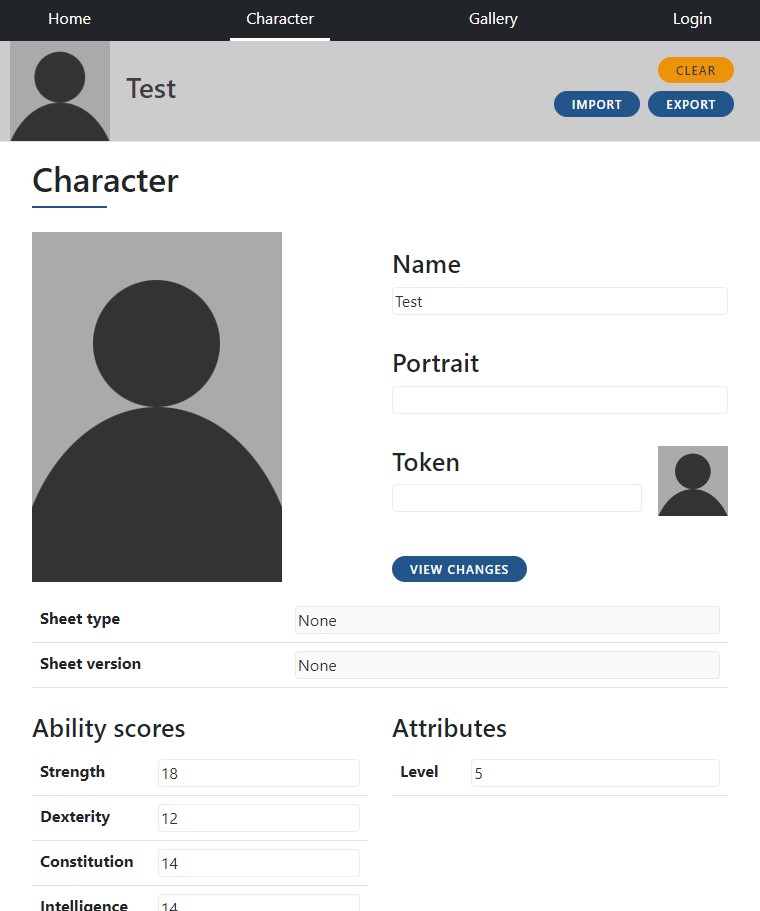 Home Character Gallery Login
Test
CLEAR
IMPORT EXPORT
Character
Name
Test
Portrait
Token
VIEW CHANGES
Sheet type None
Sheet version None
Ability scores
Strength 18
Dexterity 12
Constitution 14
Intelligence 14
Attributes
Level 5